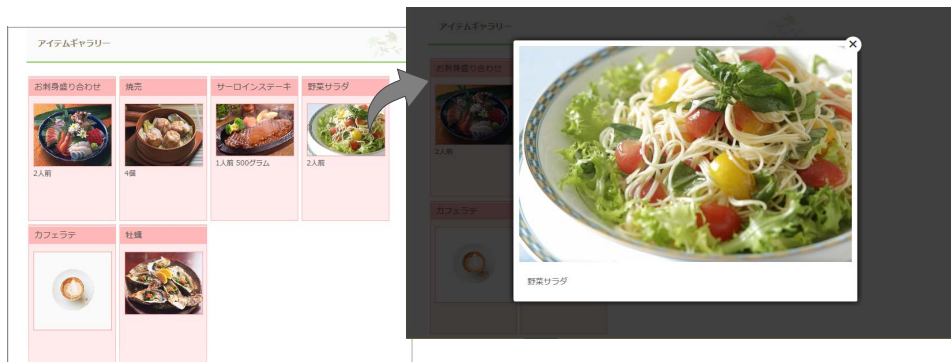 アイテムギャラリー
お刺身盛り合わせ
焼売
サーロインステーキ
野菜サラダ
2人前
4個
1人前 500グラム
2人前
カフェラテ
牡蠣
アイテムギャラリー
お刺身盛り合わせ
2人前
カフェラテ
野菜サラダ